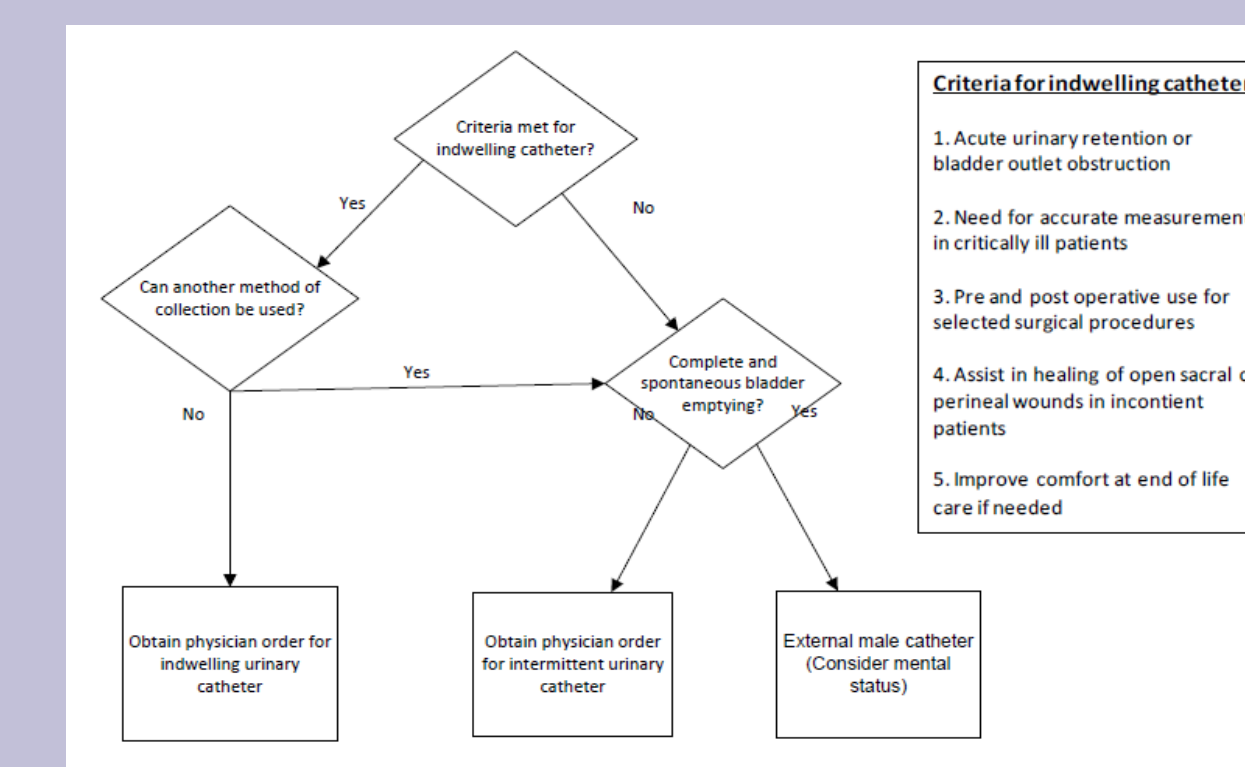 Criteria met for
indwelling catheter?
Yes
No
Can another method of
collection be used?
Yes
No
Complete and
spontaneous bladder
emptying?
No
Yes
Obtain physician order for
indwelling urinary
catheter
Obtain physician order
for intermittent urinary
catheter
External male catheter
(Consider mental
status)
Criteria for indwelling catheter
1. Acute urinary retention or
bladder outlet obstruction
2. Need for accurate measurement
in critically ill patients
3. Pre and post operative use for
selected surgical procedures
4. Assist in healing of open sacral
perineal wounds in incontient
patients
5. Improve comfort at end of life
care if needed